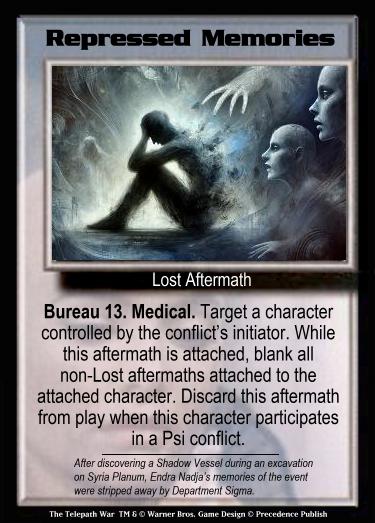 Repressed Memories
Lost Aftermath
Bureau 13. Medical. Target a character
controlled by the conflict's initiator. While
this aftermath is attached, blank all
non-Lost aftermaths attached to the
attached character. Discard this aftermath
from play when this character participates
in a Psi conflict.
After discovering a Shadow Vessel during an excavation
on Syria Planum, Endra Nadja's memories of the event
were stripped away by Department Sigma.
The Telepath War TM & © Warner Bros. Game Design © Precedence Publish